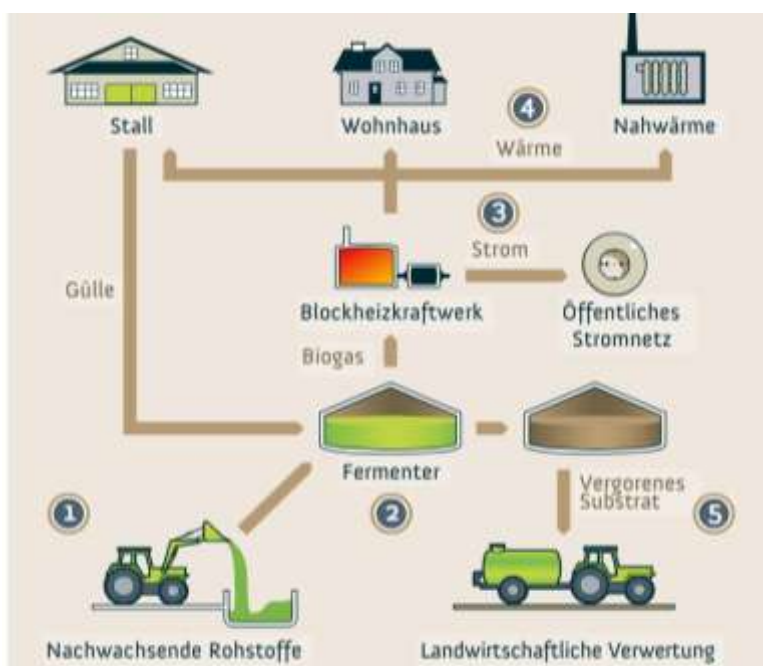 Stall
Wohnhaus
Nahwärme
4
Wärme
3
Strom
Gülle
Blockheizkraftwerk
Öffentliches
Stromnetz
Biogas
Fermenter
Vergorenes
Substrat
1
2
5
Nachwachsende Rohstoffe
Landwirtschaftliche Verwertung